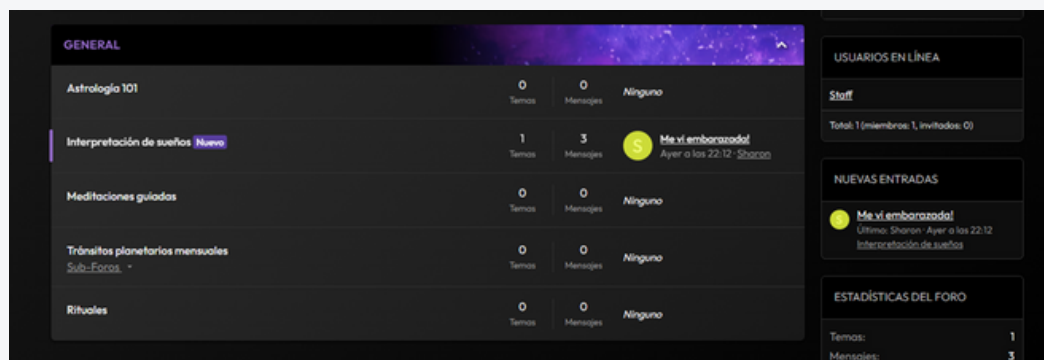 GENERAL
Astrología 101
0
Temas
0
Mensajes
Ninguno
Interpretación de sueños Nuevo
1
Temas
3
Mensajes
S
Me vi embarazada!
Ayer a las 22:12 · Sharon
Meditaciones guiadas
0
Temas
0
Mensajes
Ninguno
Tránsitos planetarios mensuales
Sub-Foros
0
Temas
0
Mensajes
Ninguno
Rituales
0
Temas
0
Mensajes
Ninguno
USUARIOS EN LÍNEA
Staff
Total: 1 (miembros: 1, invitados: 0)
NUEVAS ENTRADAS
S
Me vi embarazada!
Último: Sharon · Ayer a las 22:12
Interpretación de sueños
ESTADÍSTICAS DEL FORO
Temas: 1
Mensajes: 3